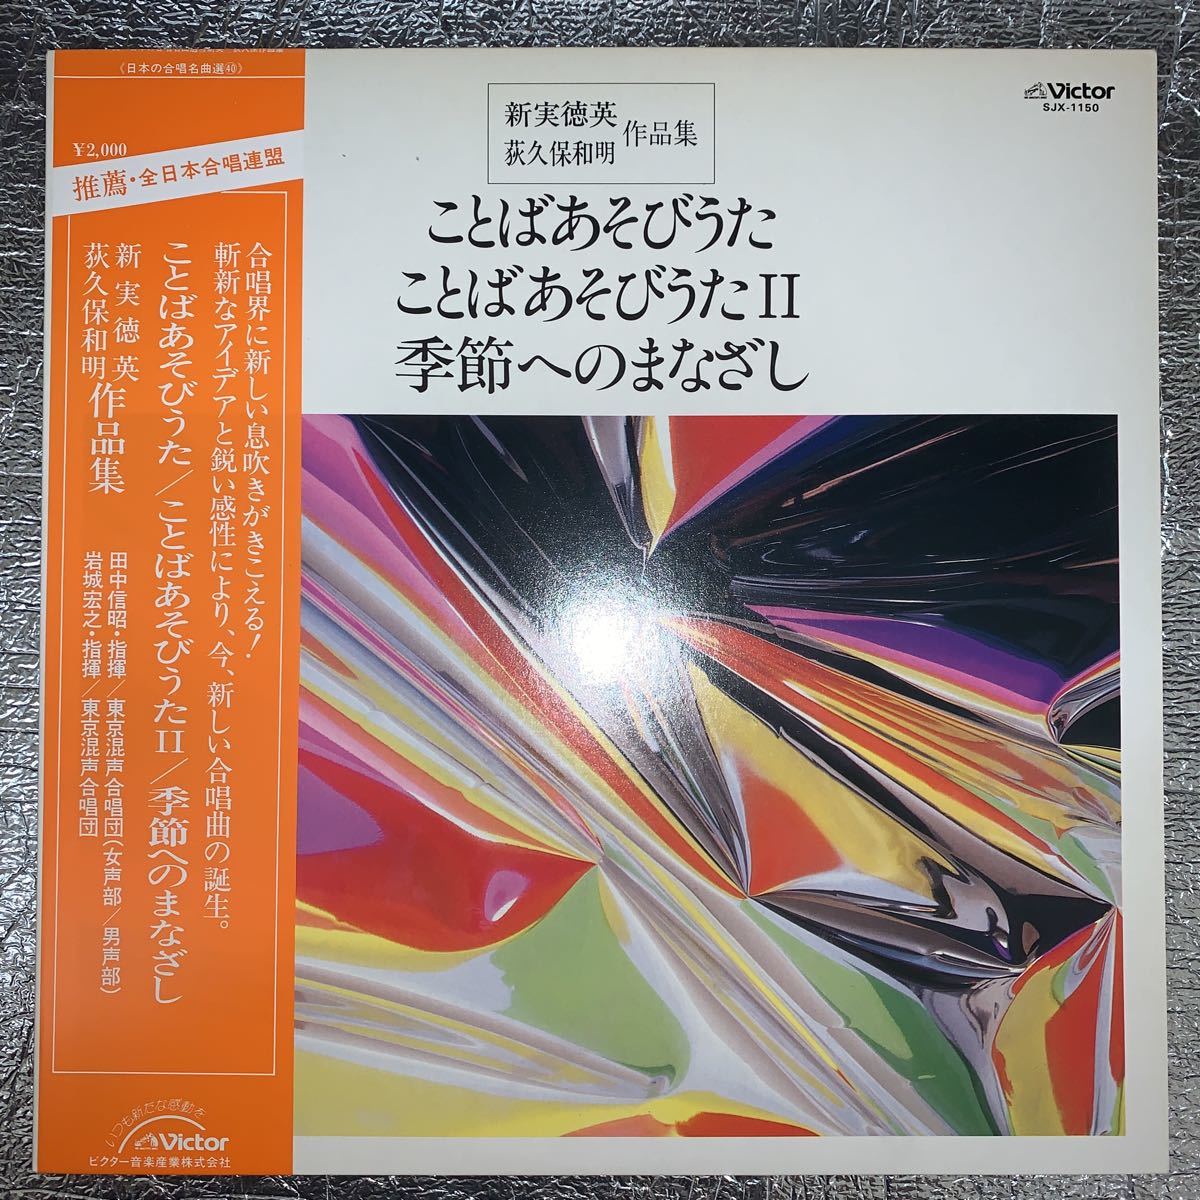 《日本の合唱名曲選㊵》
¥2,000
推薦・全日本合唱連盟
合唱界に新しい息吹きがきこえる!
斬新なアイデアと鋭い感性により、今、新しい合唱曲の誕生。
ことばあそびうた/ことばあそびうたII/季節へのまなざし
新実徳英
荻久保和明
作品集
田中信昭・指揮/東京混声合唱団(女声部/男声部)
岩城宏之・指揮/東京混声合唱団
いつも新だな感動を
Victor
ビクター音楽産業株式会社
新実徳英
荻久保和明
作品集
ことばあそびうた
ことばあそびうたII
季節へのまなざし
Victor
SJX-1150